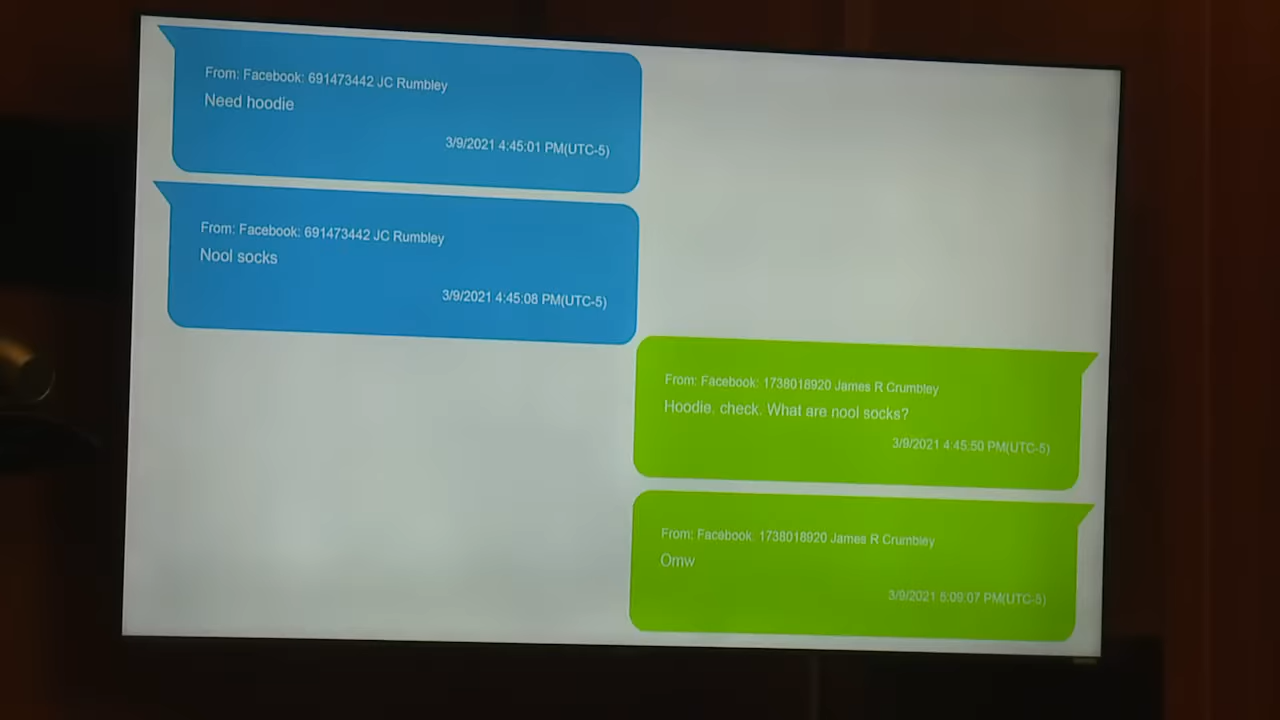 From: Facebook: 691473442 JC Rumbley
Need hoodie
3/9/2021 4:45:01 PM(UTC-5)
From: Facebook: 691473442 JC Rumbley
Nool socks
3/9/2021 4:45:08 PM(UTC-5)
From: Facebook: 1738018920 James R Crumbley
Hoodie, check. What are nool socks?
3/9/2021 4:45:50 PM(UTC-5)
From: Facebook: 1738018920 James R Crumbley
Omw
3/9/2021 5:09:07 PM(UTC-5)